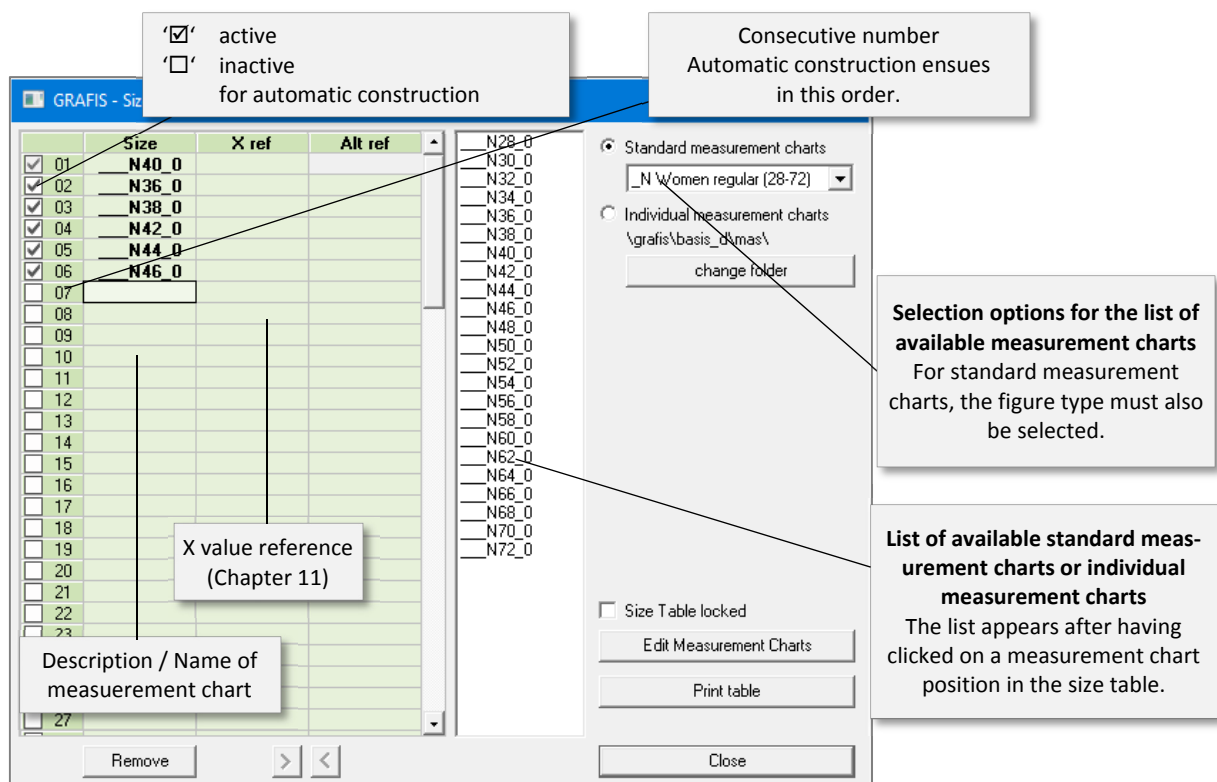 '☑' active
'☐' inactive
for automatic construction
Consecutive number
Automatic construction ensues
in this order.
GRAFIS - Siz
Size X ref Alt ref
01 ___N40_0
02 ___N36_0
03 ___N38_0
04 ___N42_0
05 ___N44_0
06 ___N46_0
07
08
09
10
11
12
13
14
15
16
17
18
19
20
21
22
23
27
X value reference
(Chapter 11)
Description / Name of
measuerement chart
Remove > <
___N28_0
___N30_0
___N32_0
___N34_0
___N36_0
___N38_0
___N40_0
___N42_0
___N44_0
___N46_0
___N48_0
___N50_0
___N52_0
___N54_0
___N56_0
___N58_0
___N60_0
___N62_0
___N64_0
___N66_0
___N68_0
___N70_0
___N72_0
Standard measurement charts
_N Women regular (28-72)
Individual measurement charts
\grafis\basis_d\mas\
change folder
Size Table locked
Edit Measurement Charts
Print table
Close
Selection options for the list of
available measurement charts
For standard measurement
charts, the figure type must also
be selected.
List of available standard meas-
urement charts or individual
measurement charts
The list appears after having
clicked on a measurement chart
position in the size table.